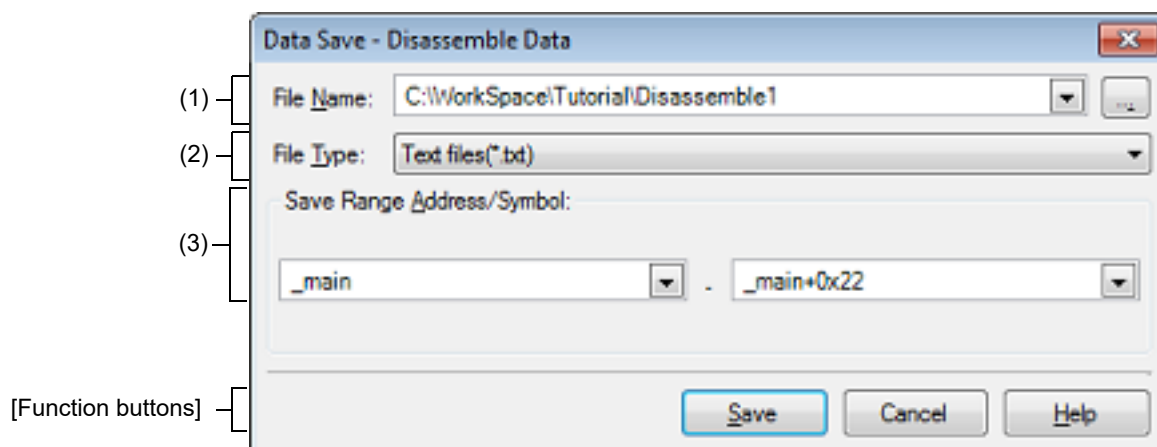 Data Save - Disassemble Data
(1) File Name: C:\WorkSpace\Tutorial\Disassemble1 ...
(2) File Type: Text files(*.txt)
(3) Save Range Address/Symbol:
_main - _main+0x22
[Function buttons] Save Cancel Help